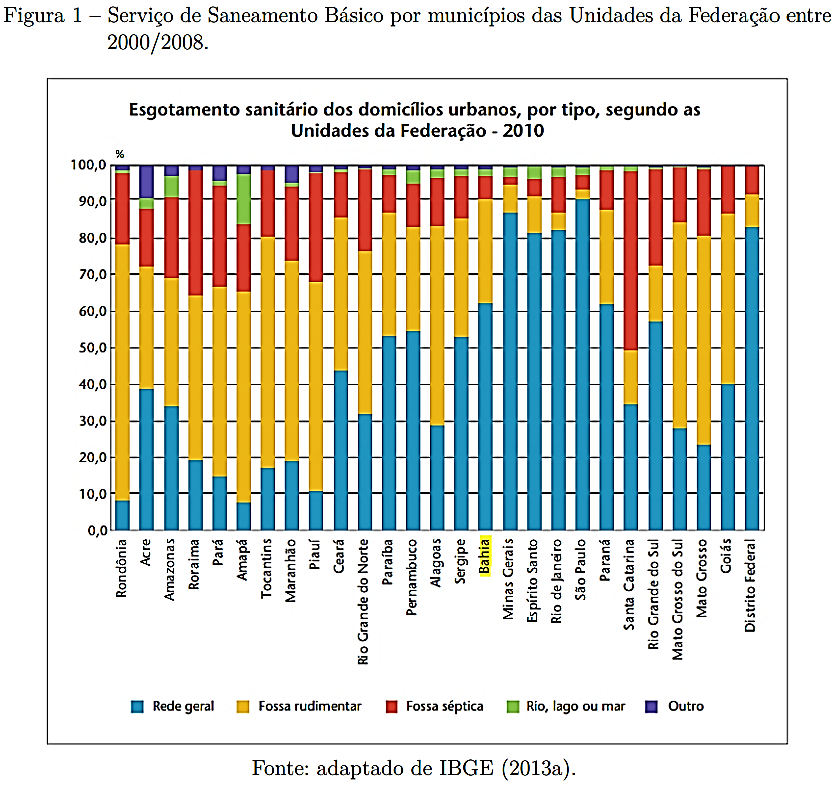 Figura 1 – Serviço de Saneamento Básico por municípios das Unidades da Federação entre
2000/2008.
Esgotamento sanitário dos domicílios urbanos, por tipo, segundo as
Unidades da Federação - 2010
%
100,0
90,0
80,0
70,0
60,0
50,0
40,0
30,0
20,0
10,0
0,0
Rondônia
Acre
Amazonas
Roraima
Pará
Amapá
Tocantins
Maranhão
Piauí
Ceará
Rio Grande do Norte
Paraíba
Pernambuco
Alagoas
Sergipe
Bahia
Minas Gerais
Espírito Santo
Rio de Janeiro
São Paulo
Paraná
Santa Catarina
Rio Grande do Sul
Mato Grosso do Sul
Mato Grosso
Goiás
Distrito Federal
Rede geral
Fossa rudimentar
Fossa séptica
Rio, lago ou mar
Outro
Fonte: adaptado de IBGE (2013a).